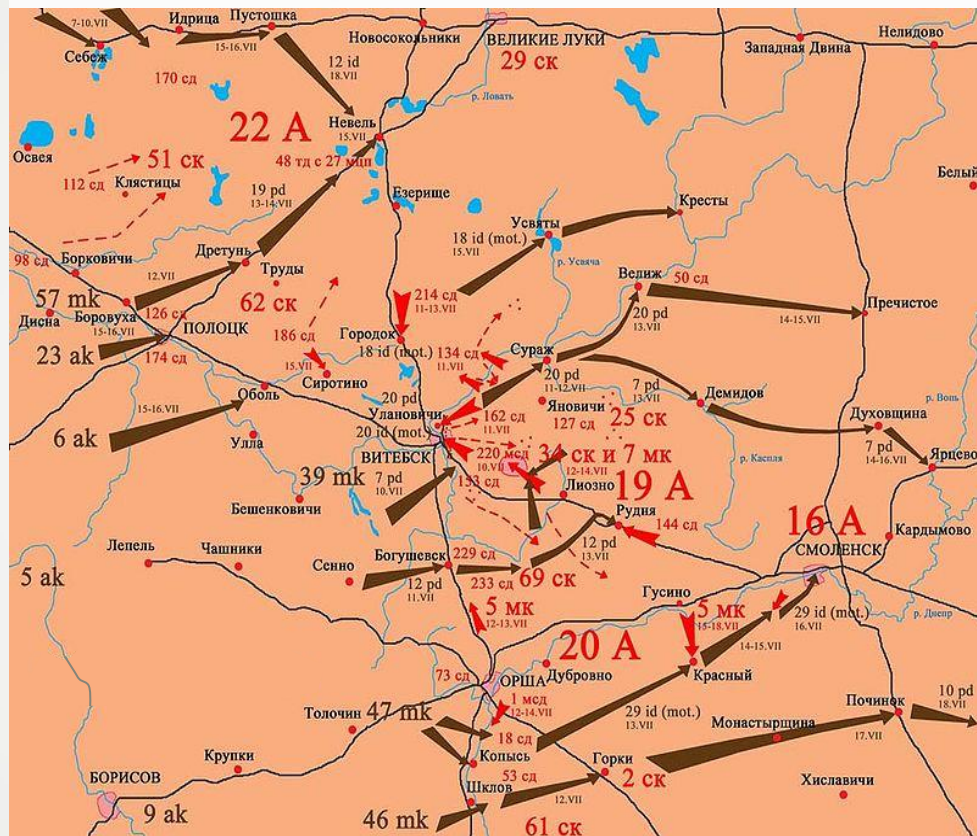 7-10.VII
Идрица
Пустошка
Новосокольники
ВЕЛИКИЕ ЛУКИ
Западная Двина
Нелидово
Себеж
15-16.VII
170 сд
12 id
18.VII
29 ск
р. Ловать
22 А
Невель
15.VII
Освея
51 ск
48 тд с 27 мцп
112 сд
Клястицы
Белый
19 pd
13-14.VII
Езерище
Усвяты
Кресты
18 id (mot.)
15.VII
98 сд
Борковичи
Дретунь
Труды
12.VII
р. Усвяча
Велиж
50 сд
57 mk
Дисна
Боровуха
126 сд
15-16.VII
ПОЛОЦК
62 ск
214 сд
11-13.VII
20 pd
13.VII
14-15.VII
Пречистое
23 ak
174 сд
186 сд
15.VII
Сиротино
Городок
18 id (mot.)
134 сд
11.VII
Сураж
20 pd
11-12.VII
15-16.VII
Оболь
20 pd
7 pd
13.VII
Демидов
6 ak
Улла
Улановичи
20 id (mot.)
162 сд
11.VII
Яновичи
127 сд
25 ск
Духовщина
р. Вопь
ВИТЕБСК
220 мсд
10.VII
34 ск и 7 мк
12-14.VII
7 pd
14-16.VII
Ярцево
р. Каспля
39 mk
7 pd
10.VII
153 сд
Лиозно
19 А
Бешенковичи
Рудня
144 сд
16 А
Кардымово
Лепель
Чашники
Богушевск
229 сд
12 pd
13.VII
СМОЛЕНСК
5 ak
Сенно
12 pd
11.VII
233 сд
69 ск
Гусино
5 мк
12-13.VII
5 мк
15-18.VII
29 id (mot.)
16.VII
р. Днепр
14-15.VII
20 А
73 сд
ОРША
Дубровно
Красный
1 мсд
12-14.VII
Толочин
47 mk
18 сд
29 id (mot.)
13.VII
Монастырщина
Починок
17.VII
10 pd
18.VII
Крупки
Копысь
53 сд
Горки
2 ск
БОРИСОВ
Шклов
12.VII
Хиславичи
9 ak
46 mk
61 ск